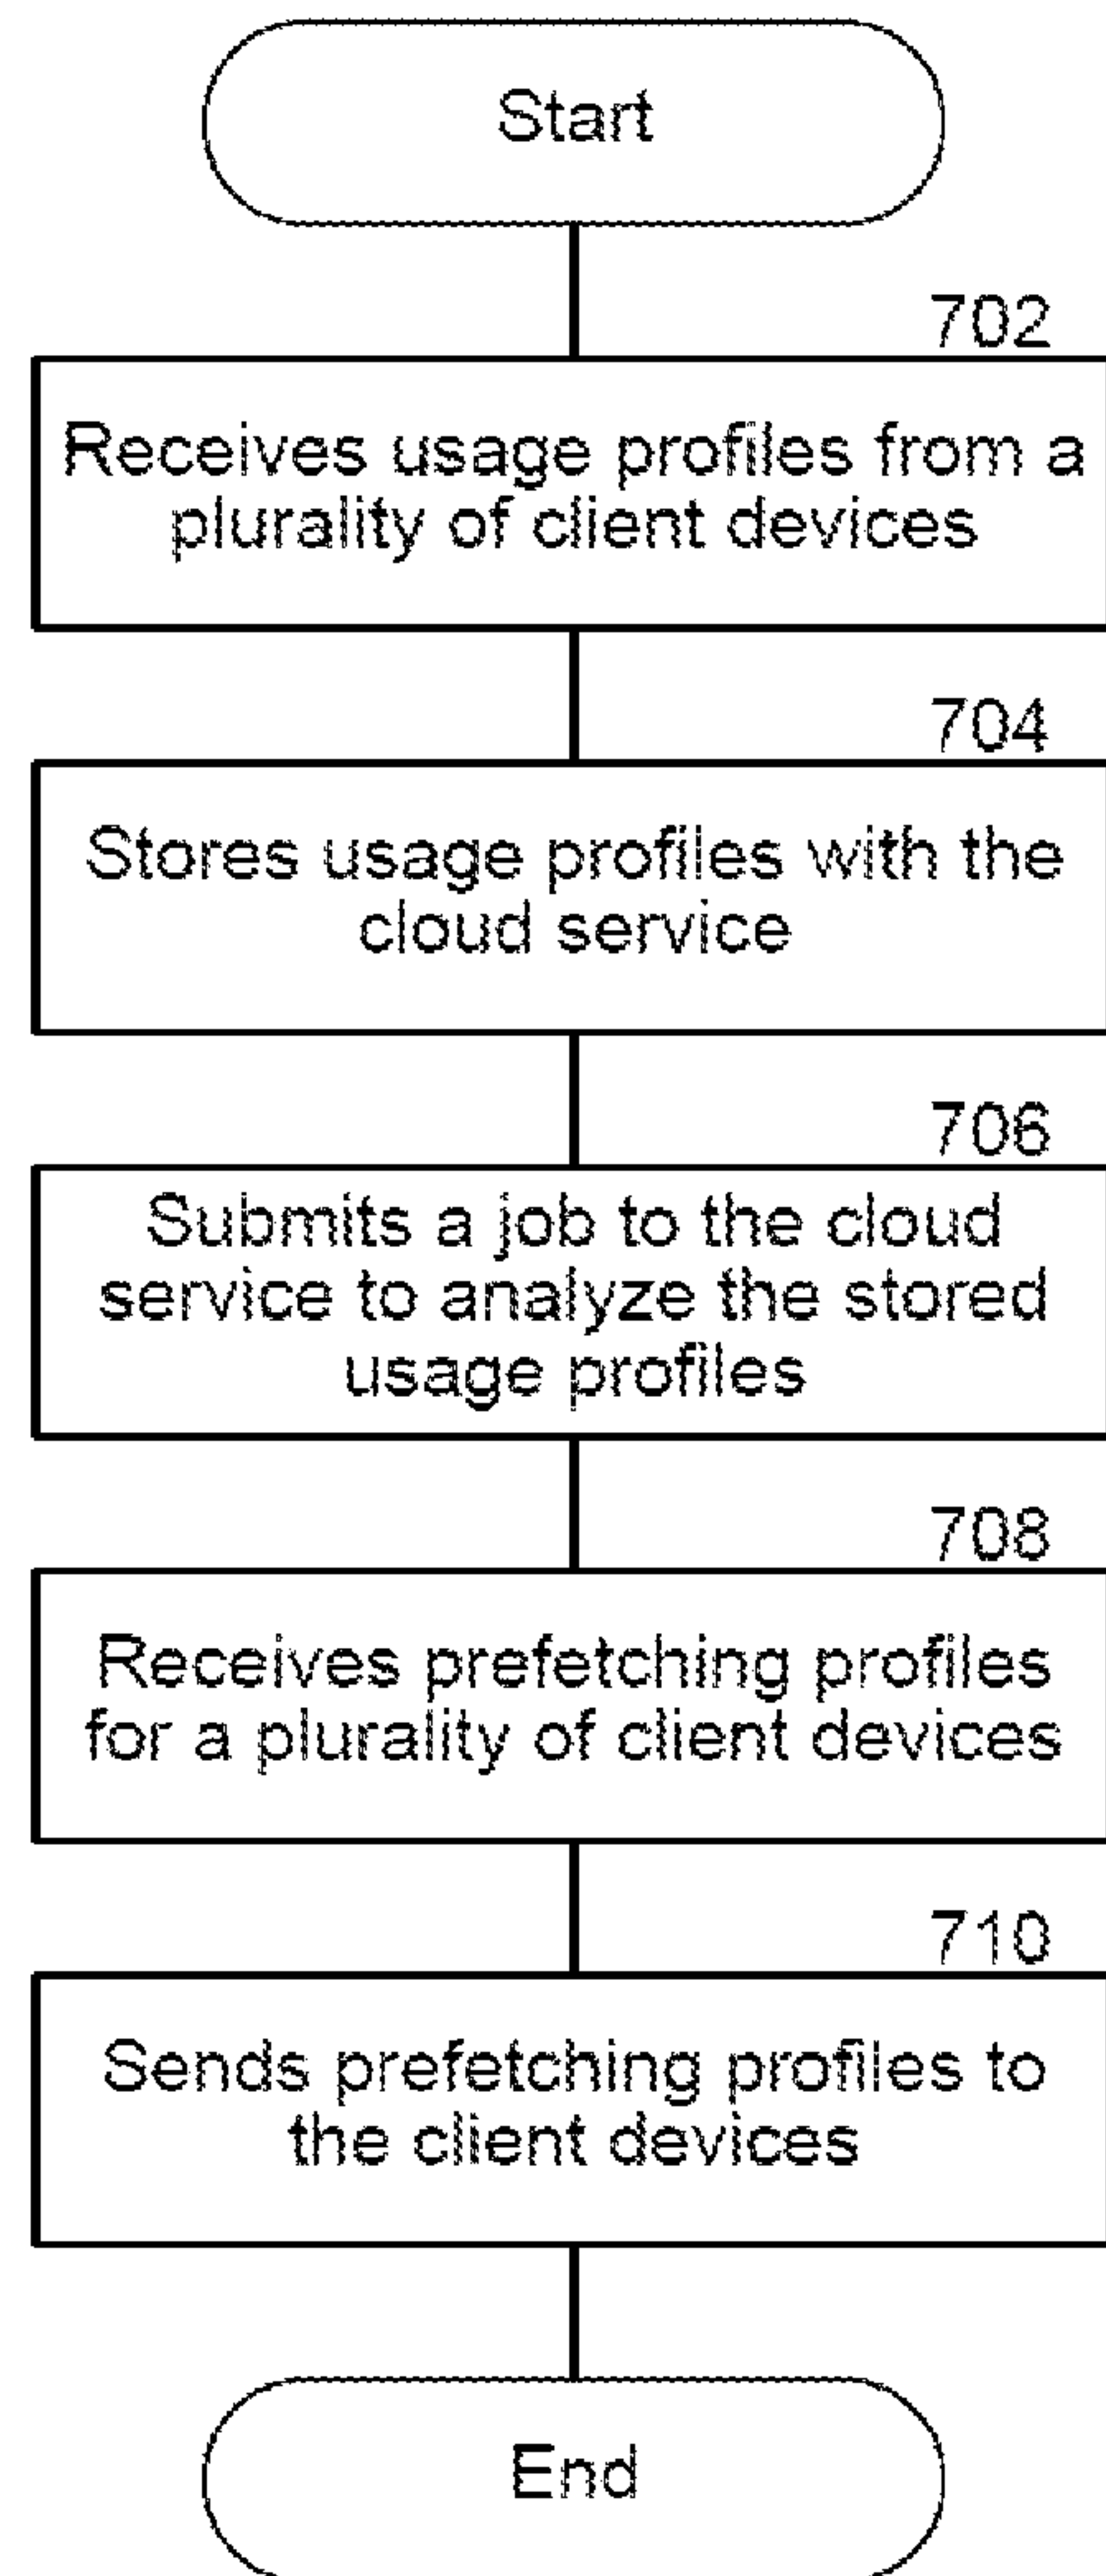 Start
702
Receives usage profiles from a
plurality of client devices
704
Stores usage profiles with the
cloud service
706
Submits a job to the cloud
service to analyze the stored
usage profiles
708
Receives prefetching profiles
for a plurality of client devices
710
Sends prefetching profiles to
the client devices
End